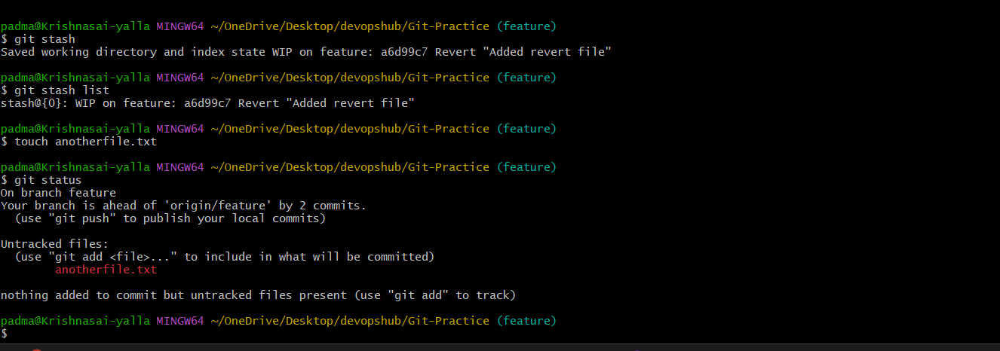 padma@Krishnasai-yalla MINGW64 ~/OneDrive/Desktop/devopshub/Git-Practice (feature)
$ git stash
Saved working directory and index state WIP on feature: a6d99c7 Revert "Added revert file"
padma@Krishnasai-yalla MINGW64 ~/OneDrive/Desktop/devopshub/Git-Practice (feature)
$ git stash list
stash@{0}: WIP on feature: a6d99c7 Revert "Added revert file"
padma@Krishnasai-yalla MINGW64 ~/OneDrive/Desktop/devopshub/Git-Practice (feature)
$ touch anotherfile.txt
padma@Krishnasai-yalla MINGW64 ~/OneDrive/Desktop/devopshub/Git-Practice (feature)
$ git status
On branch feature
Your branch is ahead of 'origin/feature' by 2 commits.
  (use "git push" to publish your local commits)
Untracked files:
  (use "git add <file>..." to include in what will be committed)
        anotherfile.txt
nothing added to commit but untracked files present (use "git add" to track)
padma@Krishnasai-yalla MINGW64 ~/OneDrive/Desktop/devopshub/Git-Practice (feature)
$